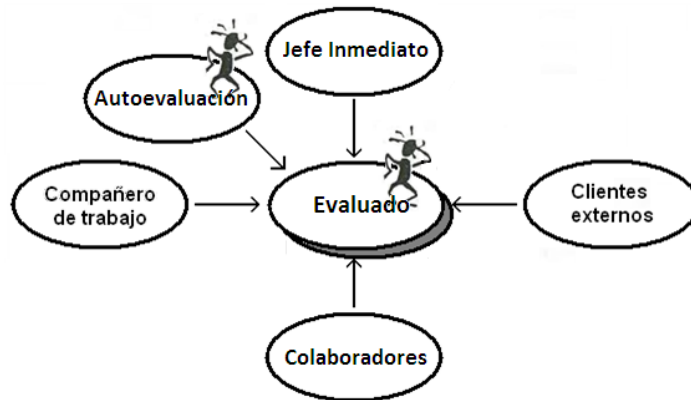 Jefe Inmediato
Autoevaluación
Compañero
de trabajo
Evaluado
Clientes
externos
Colaboradores